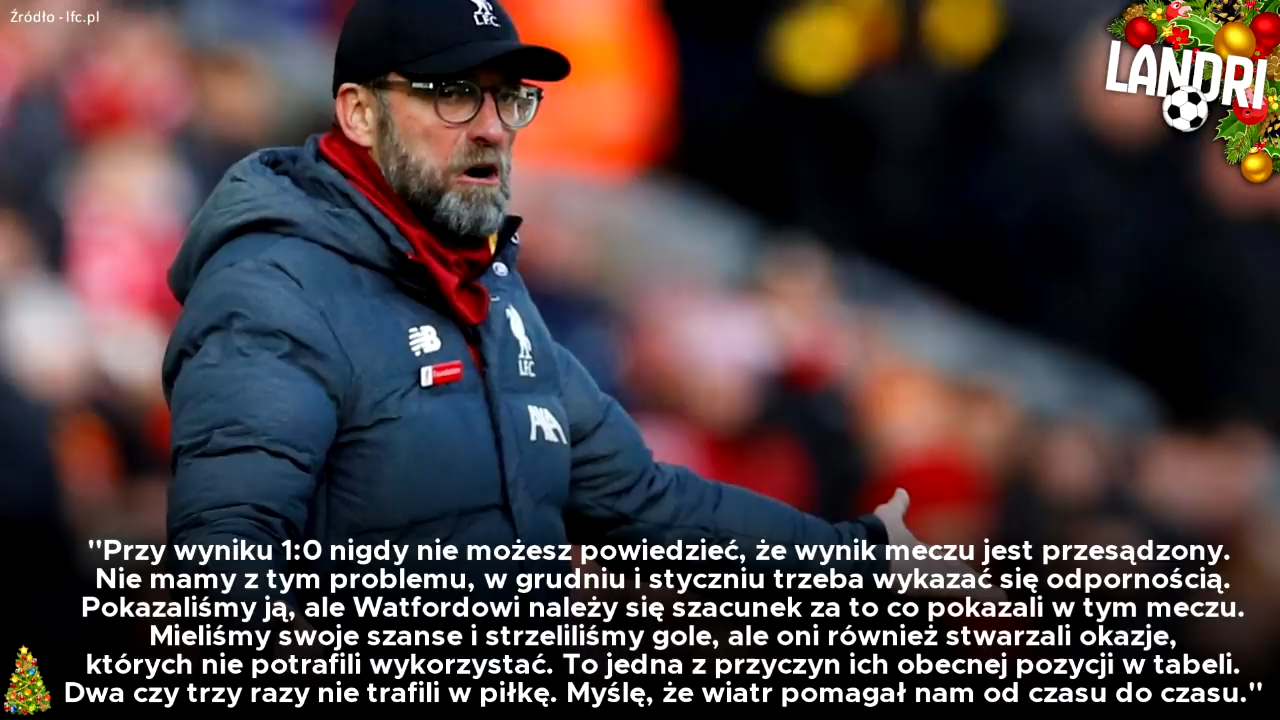 Źródło - lfc.pl
LFC
LANDRI
LFC
AXA
"Przy wyniku 1:0 nigdy nie możesz powiedzieć, że wynik meczu jest przesądzony.
Nie mamy z tym problemu, w grudniu i styczniu trzeba wykazać się odpornością.
Pokazaliśmy ją, ale Watfordowi należy się szacunek za to co pokazali w tym meczu.
Mieliśmy swoje szanse i strzeliliśmy gole, ale oni również stwarzali okazje,
których nie potrafili wykorzystać. To jedna z przyczyn ich obecnej pozycji w tabeli.
Dwa czy trzy razy nie trafili w piłkę. Myślę, że wiatr pomagał nam od czasu do czasu."